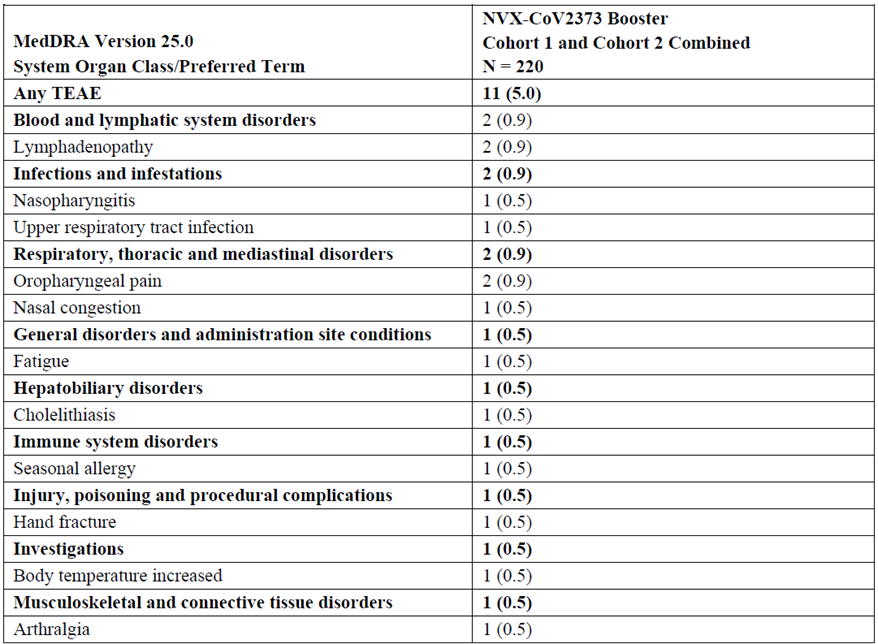 MedDRA Version 25.0
System Organ Class/Preferred Term
NVX-CoV2373 Booster
Cohort 1 and Cohort 2 Combined
N = 220
Any TEAE 11 (5.0)
Blood and lymphatic system disorders 2 (0.9)
Lymphadenopathy 2 (0.9)
Infections and infestations 2 (0.9)
Nasopharyngitis 1 (0.5)
Upper respiratory tract infection 1 (0.5)
Respiratory, thoracic and mediastinal disorders 2 (0.9)
Oropharyngeal pain 2 (0.9)
Nasal congestion 1 (0.5)
General disorders and administration site conditions 1 (0.5)
Fatigue 1 (0.5)
Hepatobiliary disorders 1 (0.5)
Cholelithiasis 1 (0.5)
Immune system disorders 1 (0.5)
Seasonal allergy 1 (0.5)
Injury, poisoning and procedural complications 1 (0.5)
Hand fracture 1 (0.5)
Investigations 1 (0.5)
Body temperature increased 1 (0.5)
Musculoskeletal and connective tissue disorders 1 (0.5)
Arthralgia 1 (0.5)